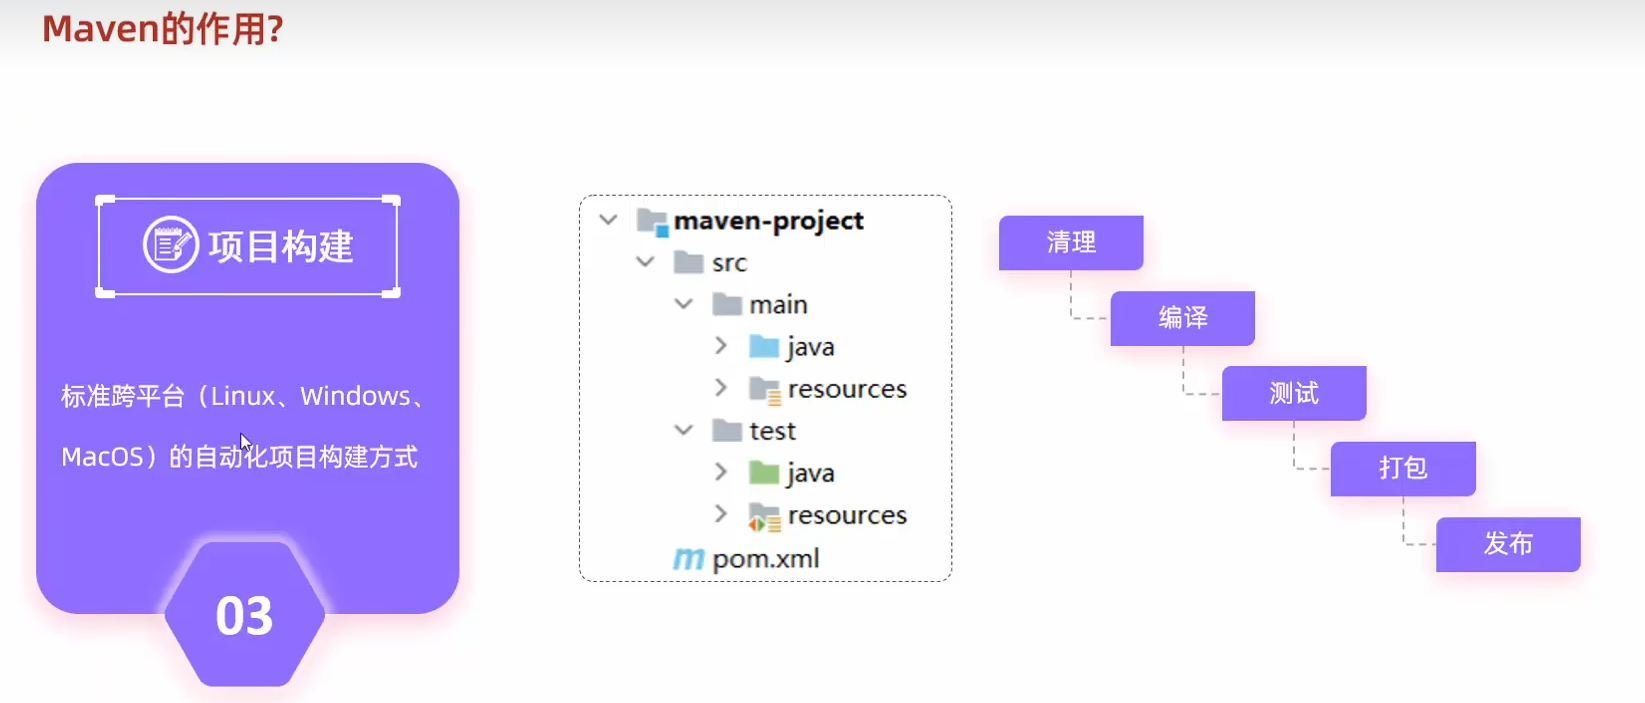 Maven的作用?
项目构建
标准跨平台（Linux、Windows、
MacOS）的自动化项目构建方式
03
maven-project
src
main
java
resources
test
java
resources
pom.xml
清理
编译
测试
打包
发布